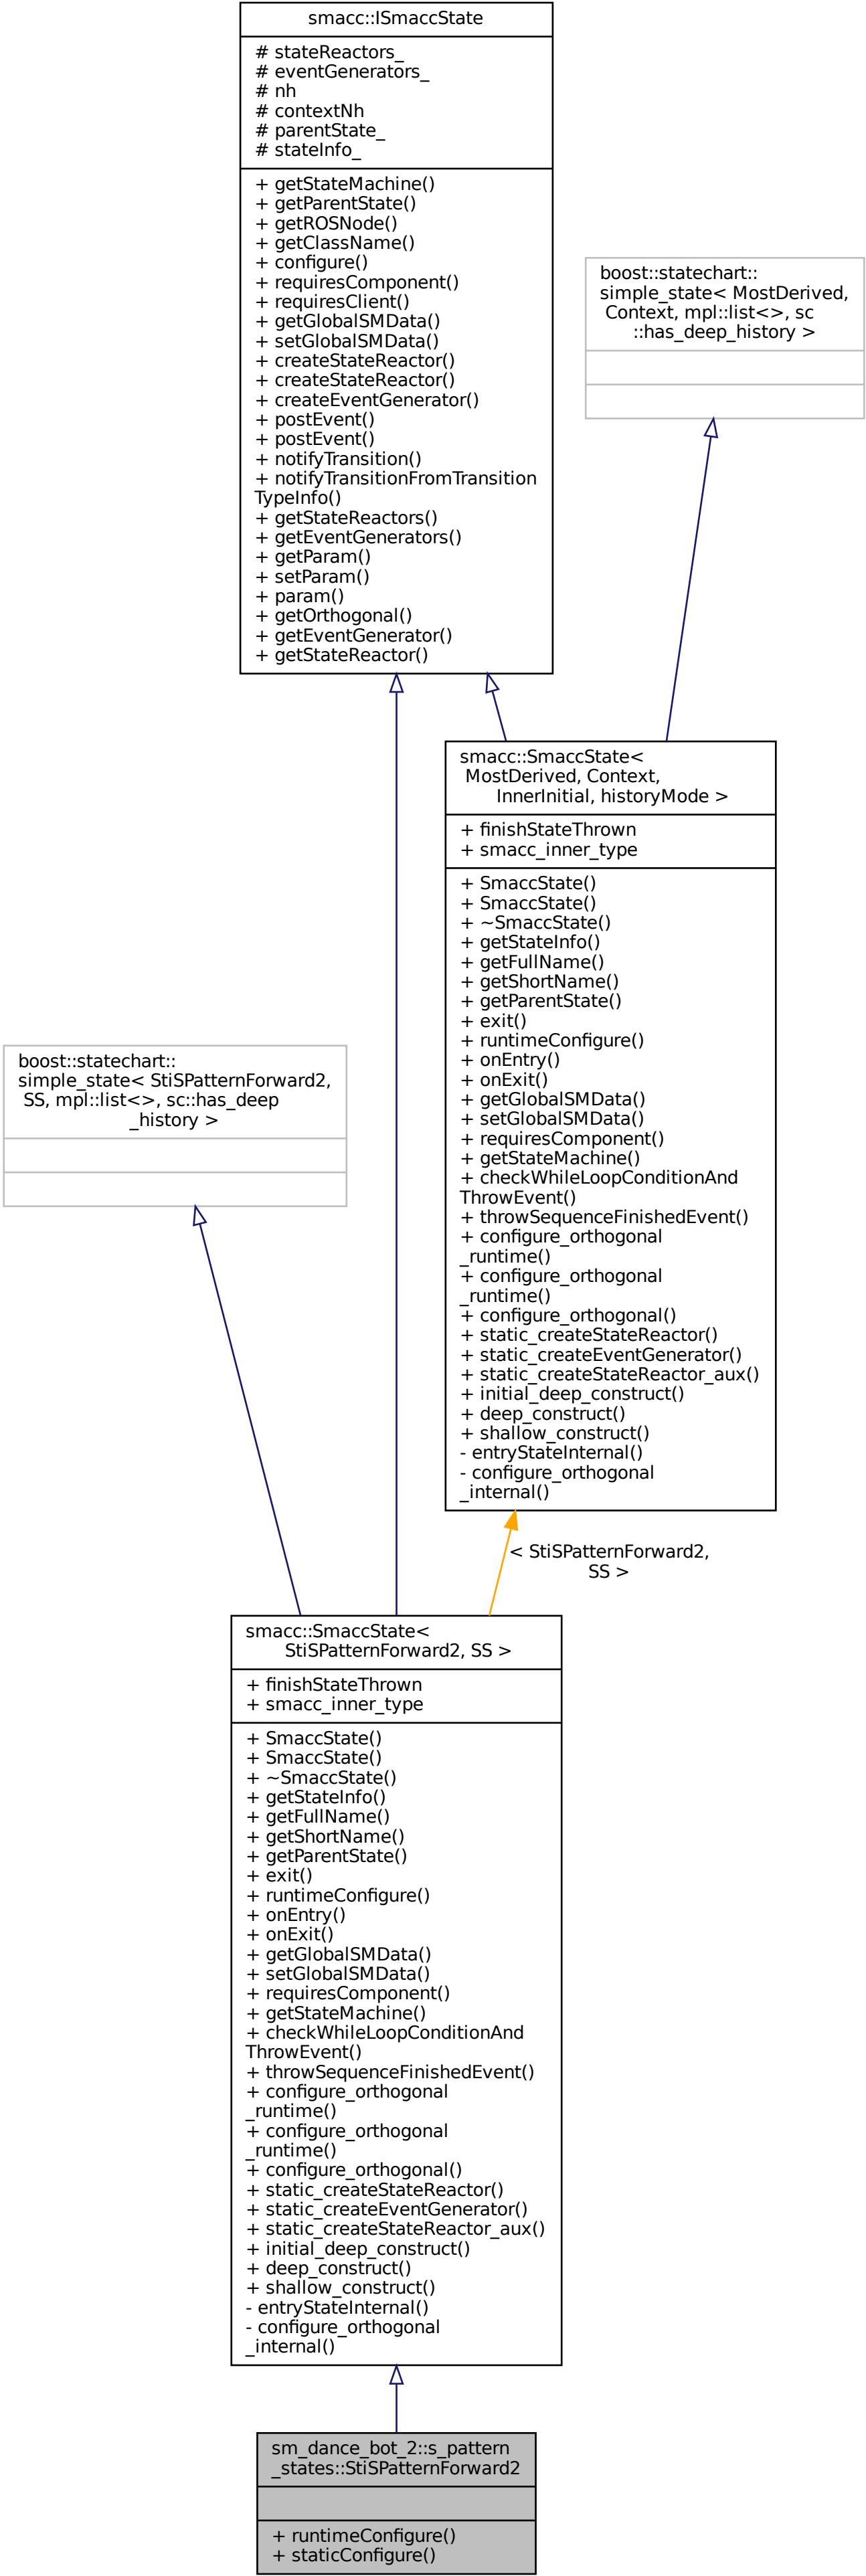 smacc::ISmaccState
# stateReactors_
# eventGenerators_
# nh
# contextNh
# parentState_
# stateInfo_
+ getStateMachine()
+ getParentState()
+ getROSNode()
+ getClassName()
+ configure()
+ requiresComponent()
+ requiresClient()
+ getGlobalSMData()
+ setGlobalSMData()
+ createStateReactor()
+ createStateReactor()
+ createEventGenerator()
+ postEvent()
+ postEvent()
+ notifyTransition()
+ notifyTransitionFromTransition
TypeInfo()
+ getStateReactors()
+ getEventGenerators()
+ getParam()
+ setParam()
+ param()
+ getOrthogonal()
+ getEventGenerator()
+ getStateReactor()
boost::statechart::
simple_state< MostDerived,
Context, mpl::list<>, sc
::has_deep_history >
smacc::SmaccState<
MostDerived, Context,
InnerInitial, historyMode >
+ finishStateThrown
+ smacc_inner_type
+ SmaccState()
+ SmaccState()
+ ~SmaccState()
+ getStateInfo()
+ getFullName()
+ getShortName()
+ getParentState()
+ exit()
+ runtimeConfigure()
+ onEntry()
+ onExit()
+ getGlobalSMData()
+ setGlobalSMData()
+ requiresComponent()
+ getStateMachine()
+ checkWhileLoopConditionAnd
ThrowEvent()
+ throwSequenceFinishedEvent()
+ configure_orthogonal
_runtime()
+ configure_orthogonal
_runtime()
+ configure_orthogonal()
+ static_createStateReactor()
+ static_createEventGenerator()
+ static_createStateReactor_aux()
+ initial_deep_construct()
+ deep_construct()
+ shallow_construct()
- entryStateInternal()
- configure_orthogonal
_internal()
boost::statechart::
simple_state< StiSPatternForward2,
SS, mpl::list<>, sc::has_deep
_history >
< StiSPatternForward2,
SS >
smacc::SmaccState<
StiSPatternForward2, SS >
+ finishStateThrown
+ smacc_inner_type
+ SmaccState()
+ SmaccState()
+ ~SmaccState()
+ getStateInfo()
+ getFullName()
+ getShortName()
+ getParentState()
+ exit()
+ runtimeConfigure()
+ onEntry()
+ onExit()
+ getGlobalSMData()
+ setGlobalSMData()
+ requiresComponent()
+ getStateMachine()
+ checkWhileLoopConditionAnd
ThrowEvent()
+ throwSequenceFinishedEvent()
+ configure_orthogonal
_runtime()
+ configure_orthogonal
_runtime()
+ configure_orthogonal()
+ static_createStateReactor()
+ static_createEventGenerator()
+ static_createStateReactor_aux()
+ initial_deep_construct()
+ deep_construct()
+ shallow_construct()
- entryStateInternal()
- configure_orthogonal
_internal()
sm_dance_bot_2::s_pattern
_states::StiSPatternForward2
+ runtimeConfigure()
+ staticConfigure()